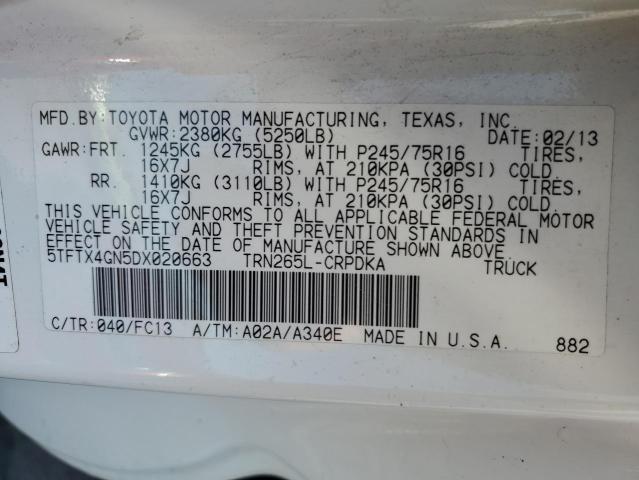 MFD.BY:TOYOTA MOTOR MANUFACTURING, TEXAS, INC.
GVWR:2380KG (5250LB) DATE:02/13
GAWR:FRT. 1245KG (2755LB) WITH P245/75R16 TIRES,
16X7J RIMS, AT 210KPA (30PSI) COLD
RR. 1410KG (3110LB) WITH P245/75R16 TIRES,
16X7J RIMS, AT 210KPA (30PSI) COLD
THIS VEHICLE CONFORMS TO ALL APPLICABLE FEDERAL MOTOR
VEHICLE SAFETY AND THEFT PREVENTION STANDARDS IN
EFFECT ON THE DATE OF MANUFACTURE SHOWN ABOVE.
5TFTX4GN5DX020663 TRN265L-CRPDKA TRUCK
C/TR:040/FC13 A/TM:A02A/A340E MADE IN U.S.A. 882